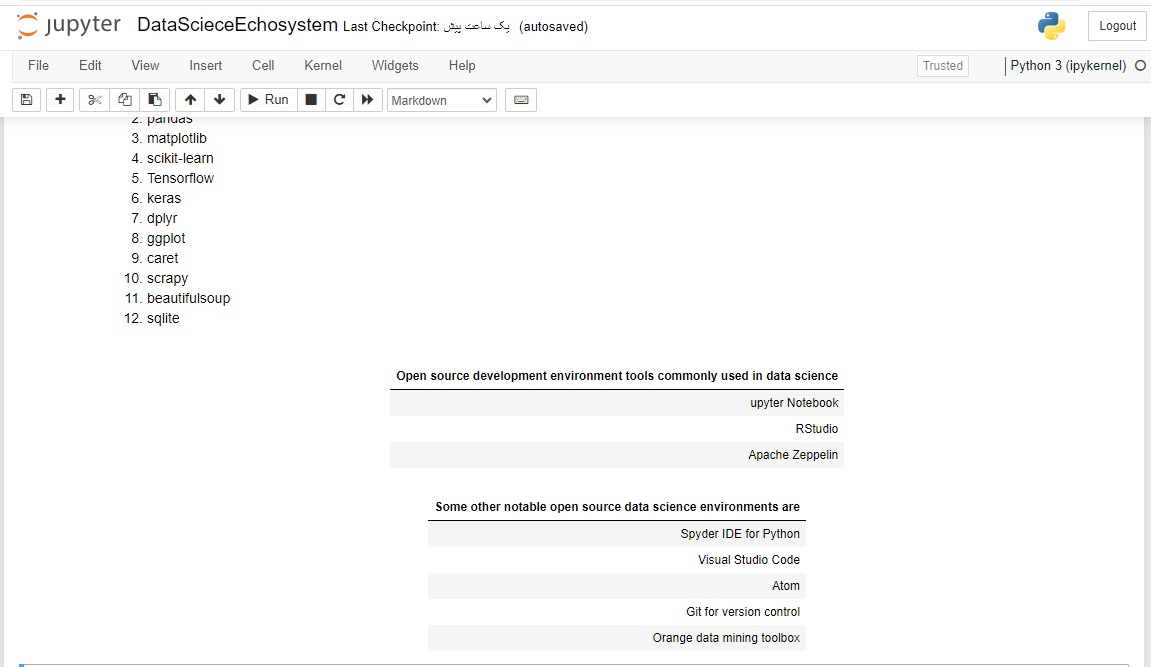 jupyter DataScieceEchosystem Last Checkpoint: یک ساعت پیش (autosaved) Logout
File Edit View Insert Cell Kernel Widgets Help Trusted Python 3 (ipykernel)
Run Markdown
2. pandas
3. matplotlib
4. scikit-learn
5. Tensorflow
6. keras
7. dplyr
8. ggplot
9. caret
10. scrapy
11. beautifulsoup
12. sqlite
Open source development environment tools commonly used in data science
upyter Notebook
RStudio
Apache Zeppelin
Some other notable open source data science environments are
Spyder IDE for Python
Visual Studio Code
Atom
Git for version control
Orange data mining toolbox